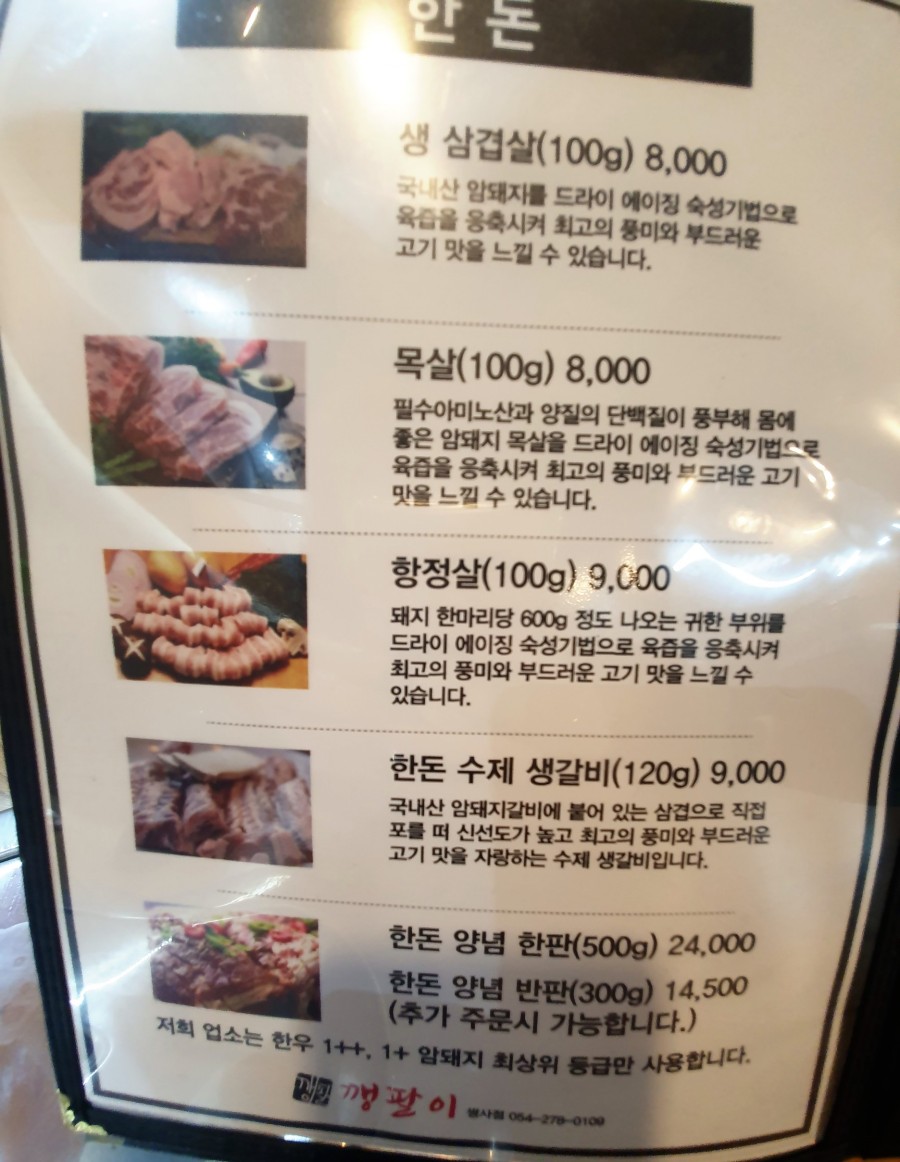 한돈
생 삼겹살(100g) 8,000
국내산 암돼지를 드라이 에이징 숙성기법으로
육즙을 응축시켜 최고의 풍미와 부드러운
고기 맛을 느낄 수 있습니다.
목살(100g) 8,000
필수아미노산과 양질의 단백질이 풍부해 몸에
좋은 암돼지 목살을 드라이 에이징 숙성기법으로
육즙을 응축시켜 최고의 풍미와 부드러운 고기
맛을 느낄 수 있습니다.
항정살(100g) 9,000
돼지 한마리당 600g 정도 나오는 귀한 부위를
드라이 에이징 숙성기법으로 육즙을 응축시켜
최고의 풍미와 부드러운 고기 맛을 느낄 수
있습니다.
한돈 수제 생갈비(120g) 9,000
국내산 암돼지갈비에 붙어 있는 삼겹으로 직접
포를 떠 신선도가 높고 최고의 풍미와 부드러운
고기 맛을 자랑하는 수제 생갈비입니다.
한돈 양념 한판(500g) 24,000
한돈 양념 반판(300g) 14,500
(추가 주문시 가능합니다.)
저희 업소는 한우 1++, 1+ 암돼지 최상위 등급만 사용합니다.
깽팔이 054-278-0109